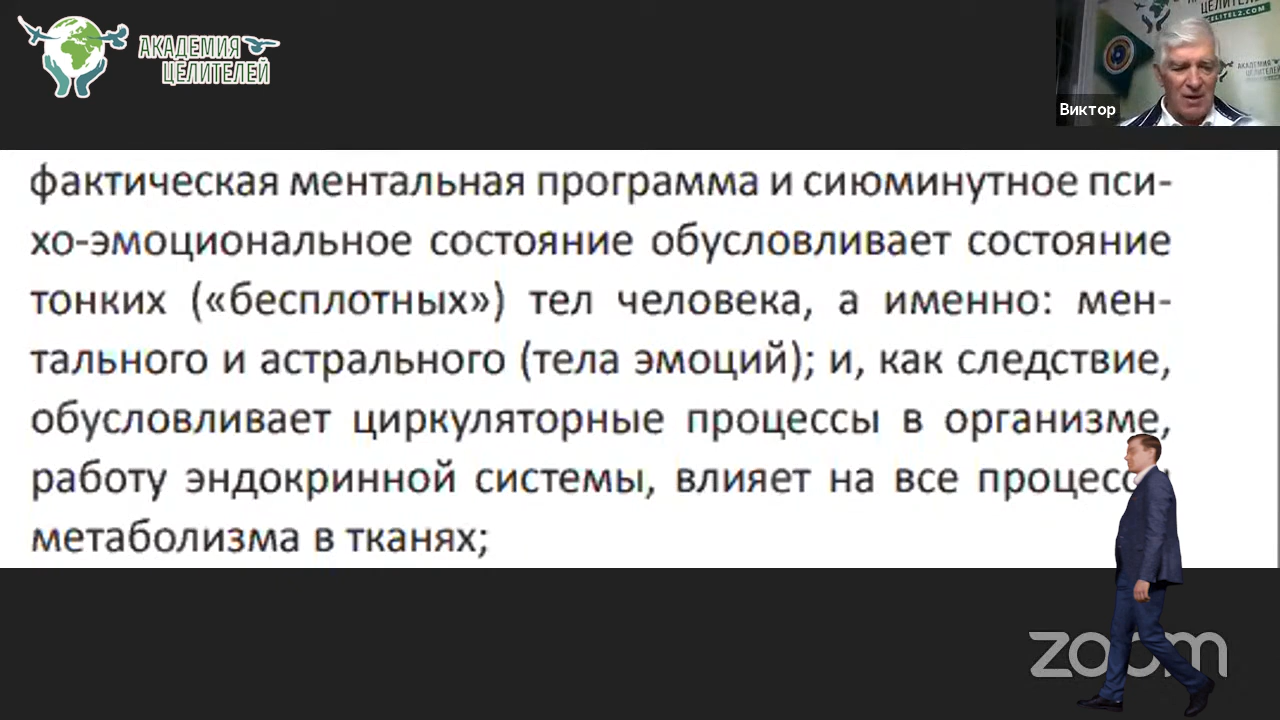 АКАДЕМИЯ
ЦЕЛИТЕЛЕЙ
Виктор
фактическая ментальная программа и сиюминутное пси-
хо-эмоциональное состояние обусловливает состояние
тонких («бесплотных») тел человека, а именно: мен-
тального и астрального (тела эмоций); и, как следствие,
обусловливает циркуляторные процессы в организме,
работу эндокринной системы, влияет на все
метаболизма в тканях;
zoom